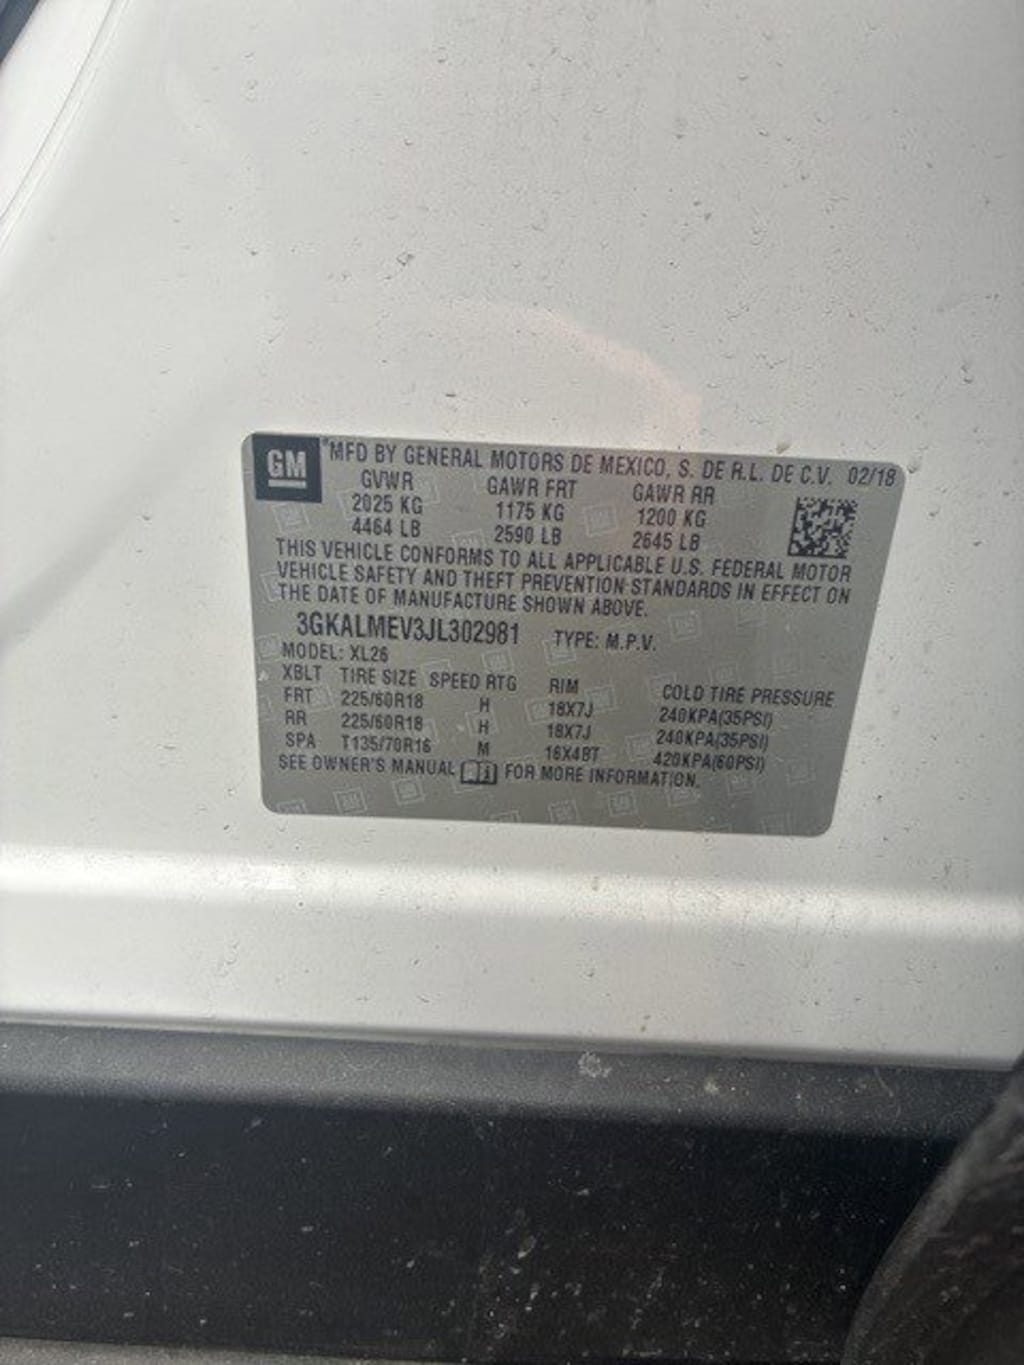 GM MFD BY GENERAL MOTORS DE MEXICO, S. DE R.L. DE C.V. 02/18
GVWR GAWR FRT GAWR RR
2025 KG 1175 KG 1200 KG
4464 LB 2590 LB 2645 LB
THIS VEHICLE CONFORMS TO ALL APPLICABLE U.S. FEDERAL MOTOR
VEHICLE SAFETY AND THEFT PREVENTION STANDARDS IN EFFECT ON
THE DATE OF MANUFACTURE SHOWN ABOVE.
3GKALMEV3JL302981 TYPE: M.P.V.
MODEL: XL26
XBLT TIRE SIZE SPEED RTG RIM COLD TIRE PRESSURE
FRT 225/60R18 H 18X7J 240KPA(35PSI)
RR 225/60R18 H 18X7J 240KPA(35PSI)
SPA T135/70R16 M 16X4BT 420KPA(60PSI)
SEE OWNER'S MANUAL FOR MORE INFORMATION.